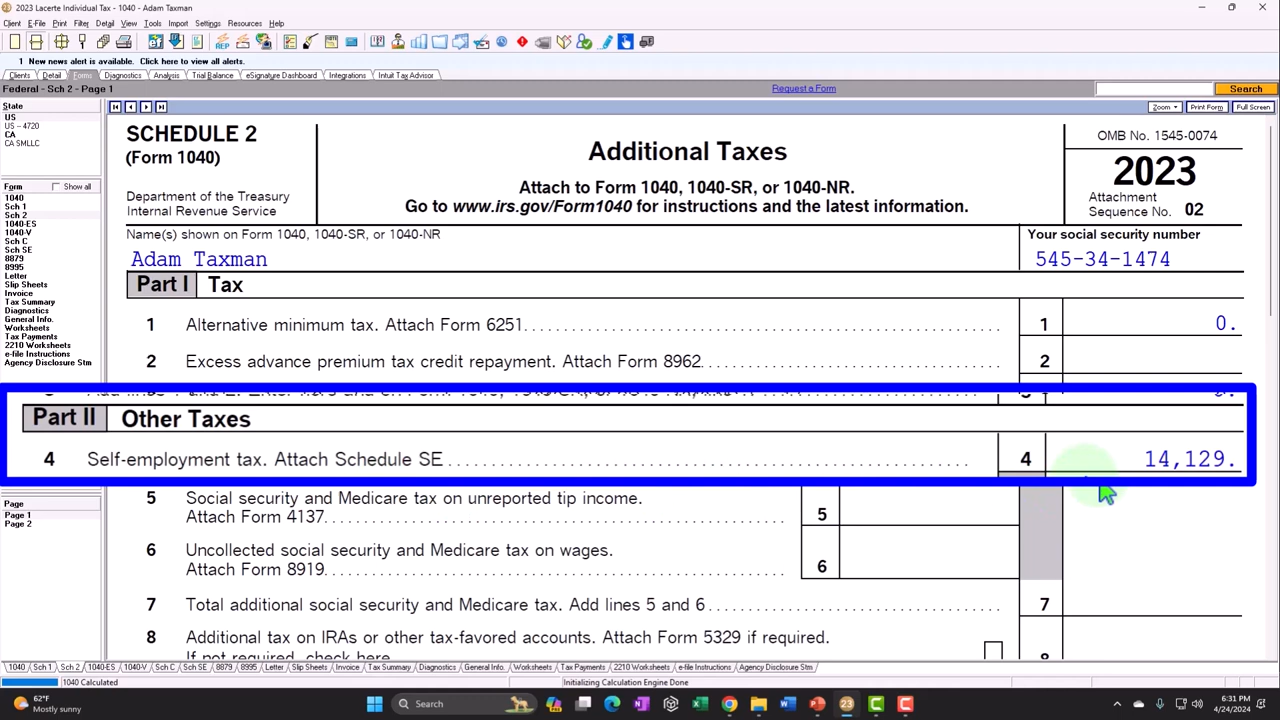 2023 Lacerte Individual Tax - 1040 - Adam Taxman
Client E-File Print Filter Detail View Tools Import Settings Resources Help
1 New news alert is available. Click here to view all alerts.
Clients Detail Forms Diagnostics Analysis Trial Balance eSignature Dashboard Integrations Intuit Tax Advisor
Federal - Sch 2 - Page 1
Request a Form
Search
State
US
US - 4720
CA
CA SMLLC
Form
Show all
1040
Sch 1
Sch 2
1040-ES
1040-V
Sch C
Sch SE
8879
8995
Letter
Slip Sheets
Invoice
Tax Summary
Diagnostics
General Info.
Worksheets
Tax Payments
2210 Worksheets
e-file Instructions
Agency Disclosure Stm
Page
Page 1
Page 2
Zoom
Print Form
Full Screen
SCHEDULE 2
(Form 1040)
Department of the Treasury
Internal Revenue Service
Additional Taxes
Attach to Form 1040, 1040-SR, or 1040-NR.
Go to www.irs.gov/Form1040 for instructions and the latest information.
OMB No. 1545-0074
2023
Attachment
Sequence No. 02
Name(s) shown on Form 1040, 1040-SR, or 1040-NR
Your social security number
Adam Taxman
545-34-1474
Part I Tax
1 Alternative minimum tax. Attach Form 6251 1 0.
2 Excess advance premium tax credit repayment. Attach Form 8962 2
Part II Other Taxes
4 Self-employment tax. Attach Schedule SE 4 14,129.
5 Social security and Medicare tax on unreported tip income.
Attach Form 4137 5
6 Uncollected social security and Medicare tax on wages.
Attach Form 8919 6
7 Total additional social security and Medicare tax. Add lines 5 and 6 7
8 Additional tax on IRAs or other tax-favored accounts. Attach Form 5329 if required.
If not required, check here 8
1040 Sch 1 Sch 2 1040-ES 1040-V Sch C Sch SE 8879 8995 Letter Slip Sheets Invoice Tax Summary Diagnostics General Info. Worksheets Tax Payments 2210 Worksheets e-file Instructions Agency Disclosure Stm
1040 Calculated
Initializing Calculation Engine Done
62°F
Mostly sunny
Search
23
6:31 PM
4/24/2024